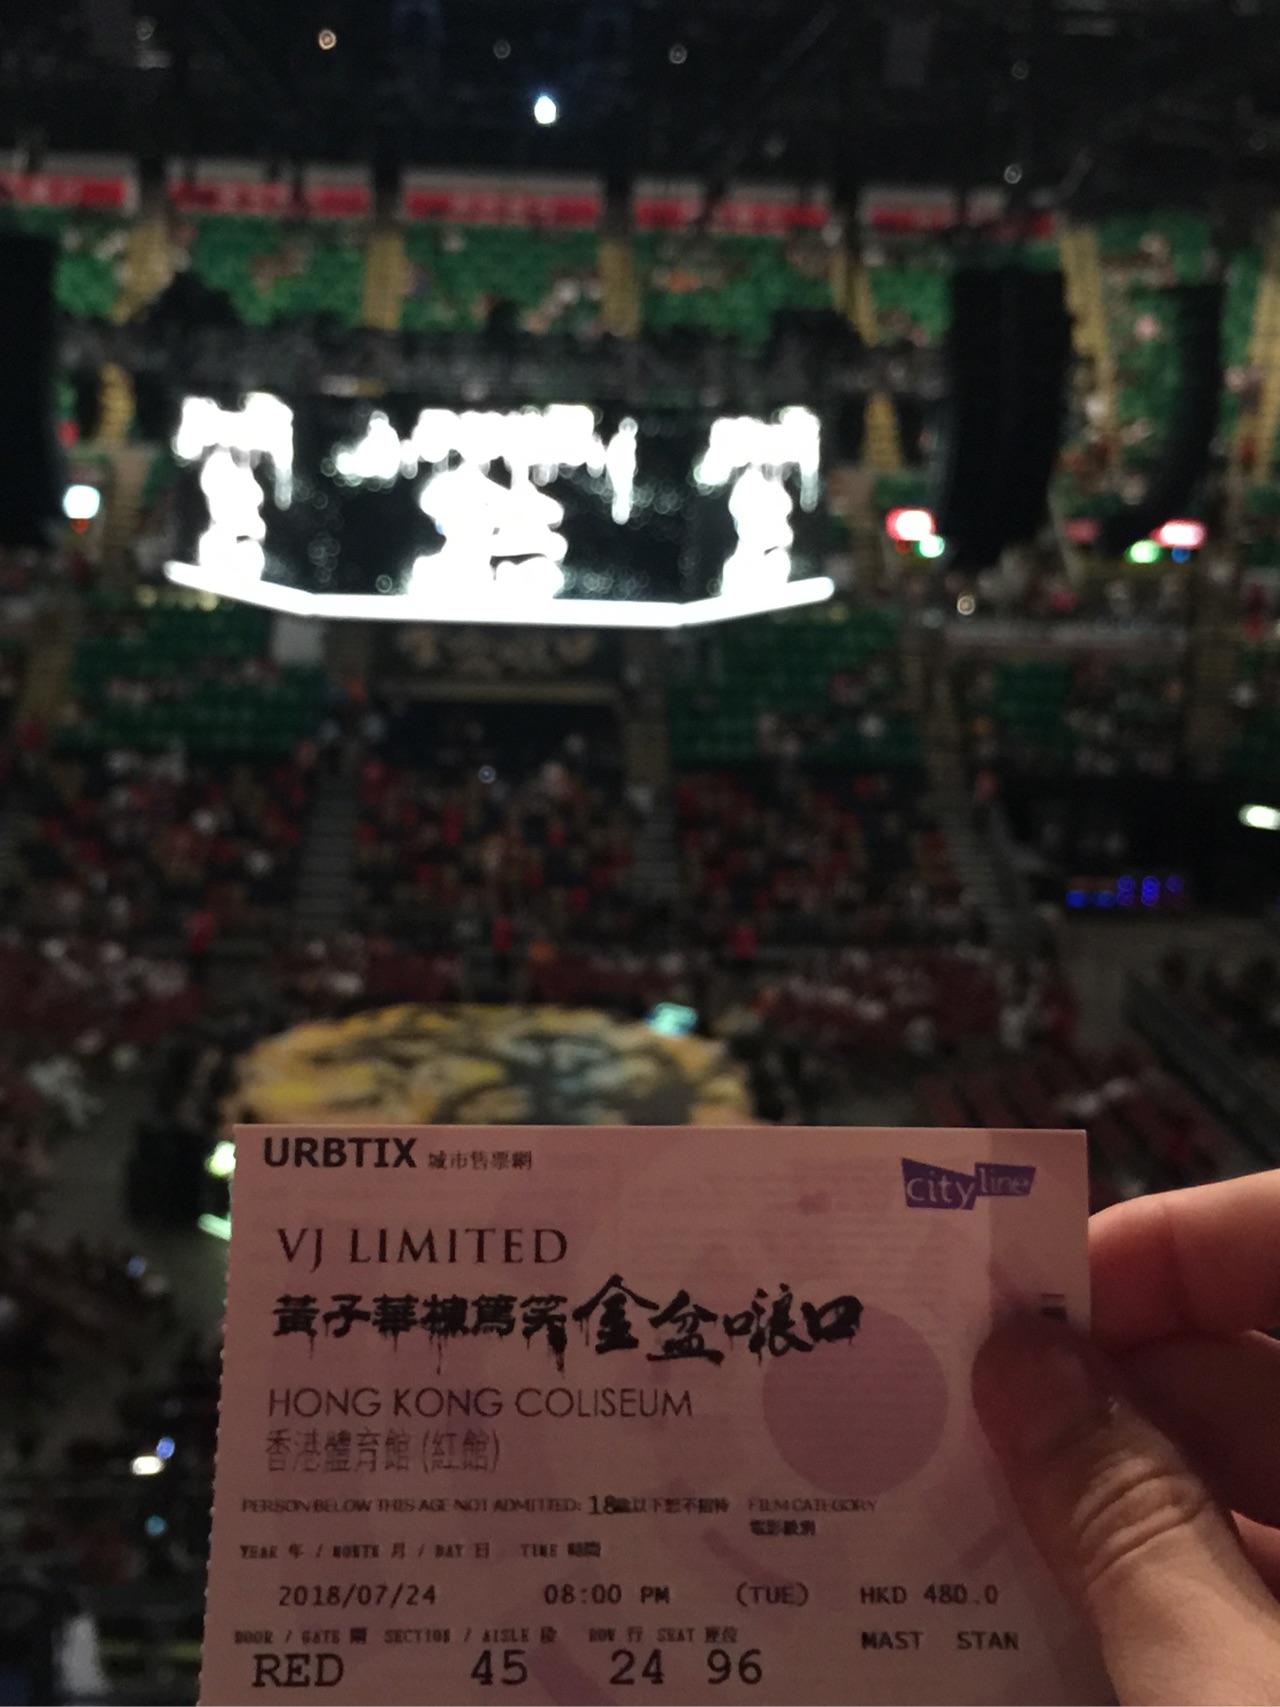 URBTIX 城市售票網
cityline
VJ LIMITED
黃子華棟篤笑金盆啷口
HONG KONG COLISEUM
香港體育館 (紅館)
PERSON BELOW THIS AGE NOT ADMITTED: 18歲以下恕不招待 FILM CATEGORY
電影級別
YEAR 年 / MONTH 月 / DAY 日 TIME 時間
2018/07/24 08:00 PM (TUE) HKD 480.0
DOOR / GATE 閘 SECTION / AISLE 段 ROW 行 SEAT 座位
MAST STAN
RED 45 24 96